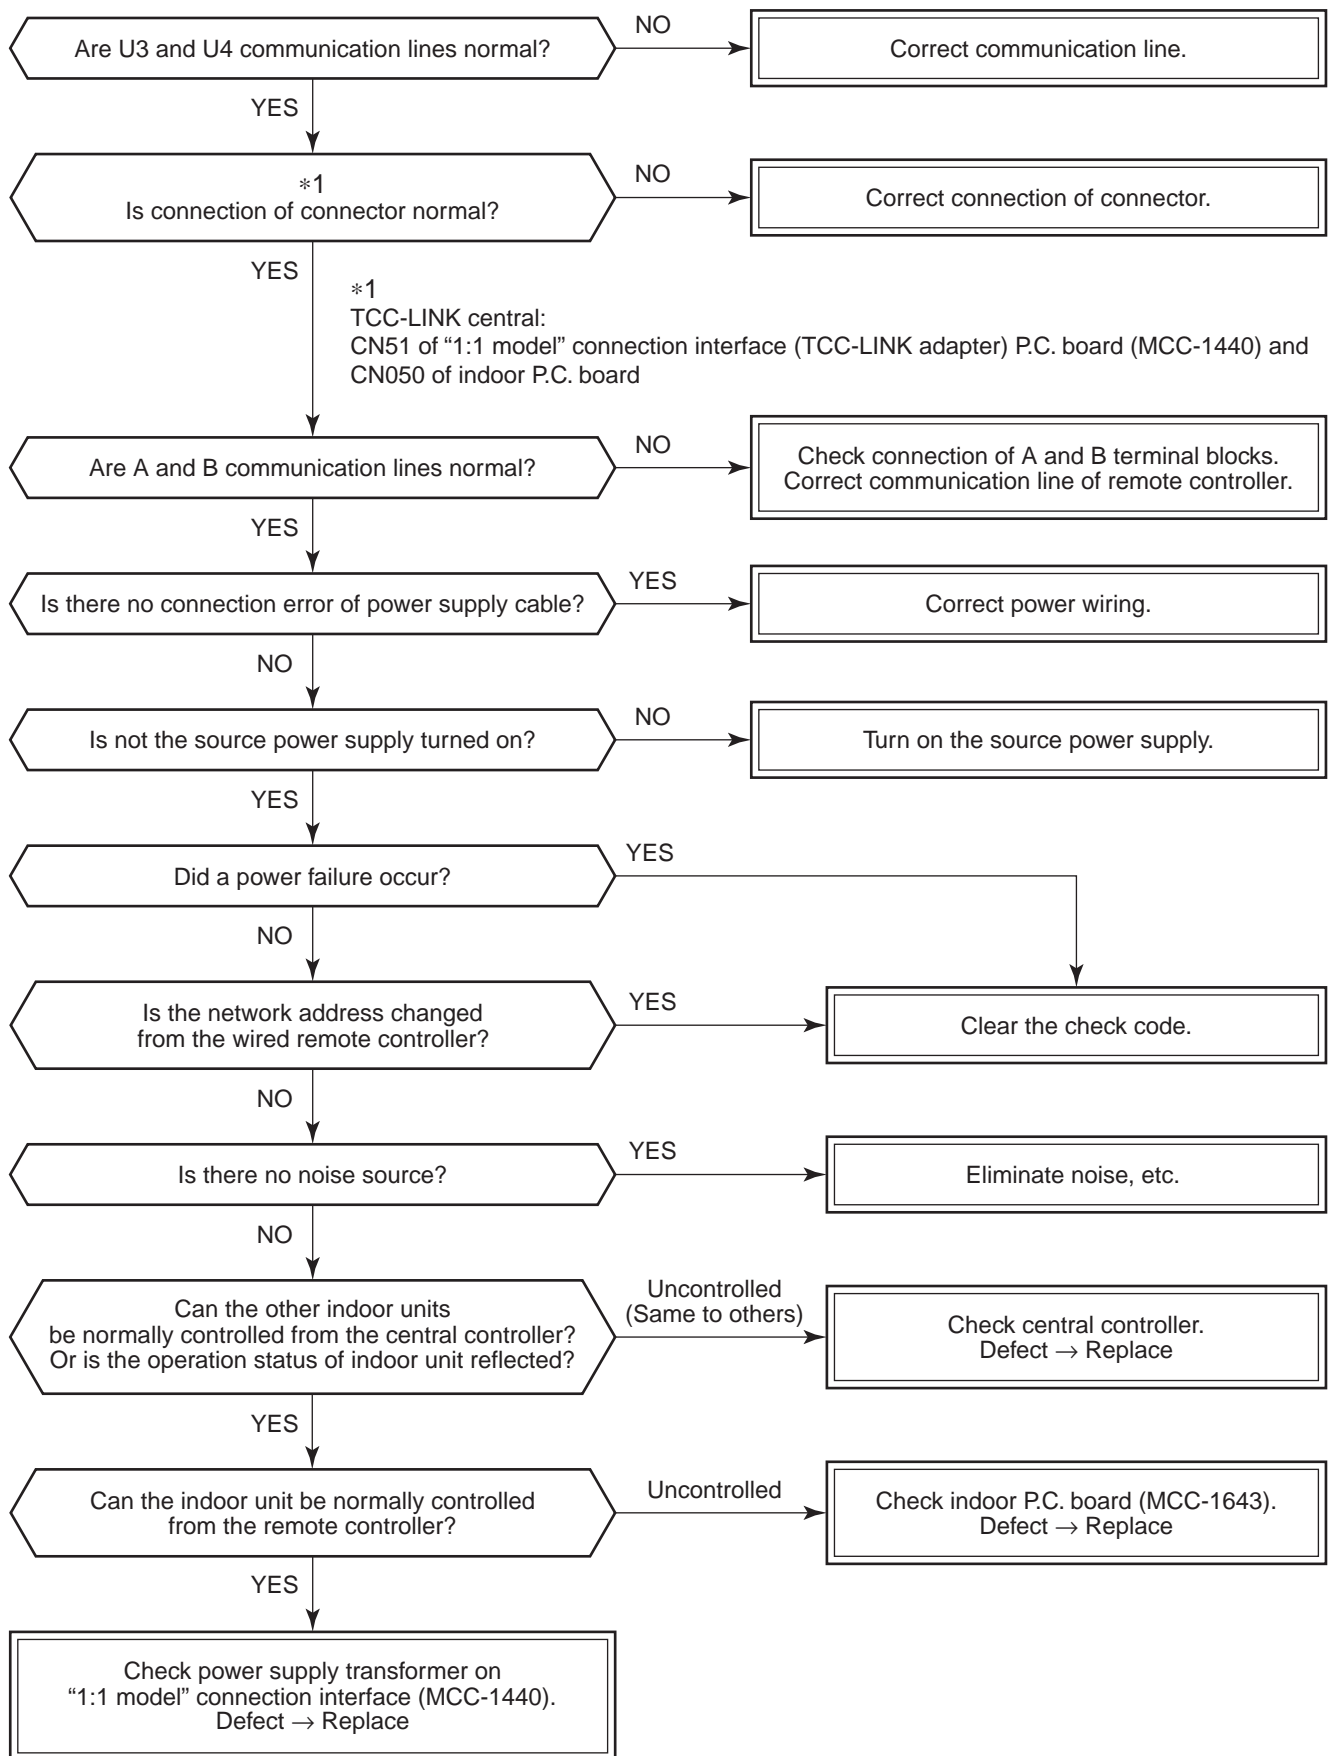 Are U3 and U4 communication lines normal?
NO
Correct communication line.
YES
*1
Is connection of connector normal?
NO
Correct connection of connector.
YES
*1
TCC-LINK central:
CN51 of “1:1 model” connection interface (TCC-LINK adapter) P.C. board (MCC-1440) and
CN050 of indoor P.C. board
Are A and B communication lines normal?
NO
Check connection of A and B terminal blocks.
Correct communication line of remote controller.
YES
Is there no connection error of power supply cable?
YES
Correct power wiring.
NO
Is not the source power supply turned on?
NO
Turn on the source power supply.
YES
Did a power failure occur?
YES
NO
Is the network address changed
from the wired remote controller?
YES
Clear the check code.
NO
Is there no noise source?
YES
Eliminate noise, etc.
NO
Can the other indoor units
be normally controlled from the central controller?
Or is the operation status of indoor unit reflected?
Uncontrolled
(Same to others)
Check central controller.
Defect → Replace
YES
Can the indoor unit be normally controlled
from the remote controller?
Uncontrolled
Check indoor P.C. board (MCC-1643).
Defect → Replace
YES
Check power supply transformer on
“1:1 model” connection interface (MCC-1440).
Defect → Replace